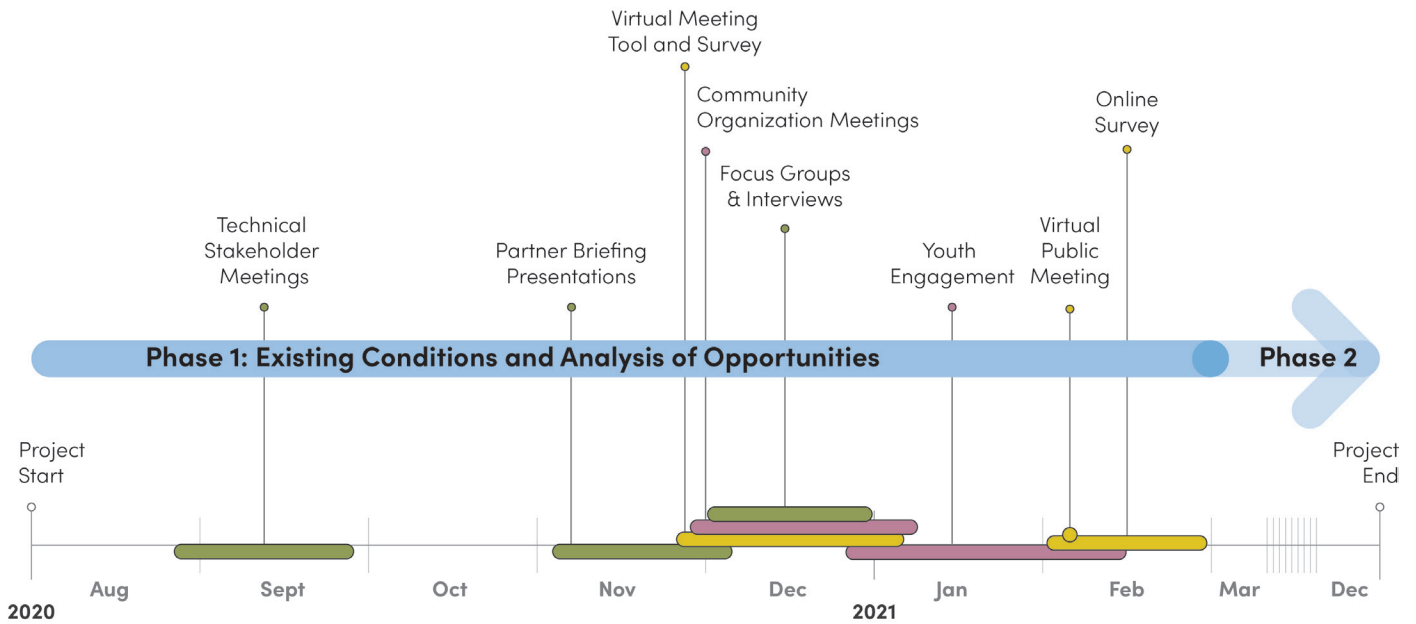 Virtual Meeting
Tool and Survey
Community
Organization Meetings
Online
Survey
Focus Groups
& Interviews
Technical
Stakeholder
Meetings
Partner Briefing
Presentations
Youth
Engagement
Virtual
Public
Meeting
Phase 1: Existing Conditions and Analysis of Opportunities
Phase 2
Project
Start
Project
End
Aug
Sept
Oct
Nov
Dec
Jan
Feb
Mar
Dec
2020
2021